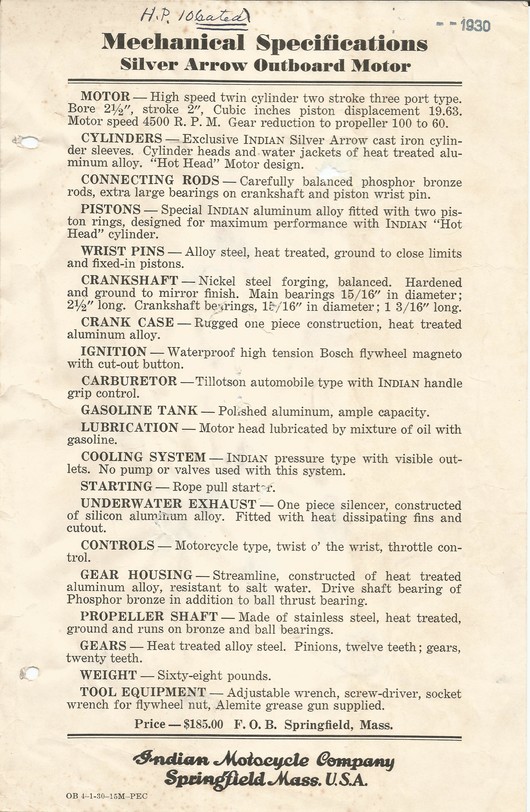 H.P. 10 Geated
-- 1930
Mechanical Specifications
Silver Arrow Outboard Motor
MOTOR — High speed twin cylinder two stroke three port type.
Bore 2½", stroke 2", Cubic inches piston displacement 19.63.
Motor speed 4500 R. P. M. Gear reduction to propeller 100 to 60.
CYLINDERS — Exclusive INDIAN Silver Arrow cast iron cylin-
der sleeves. Cylinder heads and water jackets of heat treated alu-
minum alloy. "Hot Head" Motor design.
CONNECTING RODS — Carefully balanced phosphor bronze
rods, extra large bearings on crankshaft and piston wrist pin.
PISTONS — Special INDIAN aluminum alloy fitted with two pis-
ton rings, designed for maximum performance with INDIAN "Hot
Head" cylinder.
WRIST PINS — Alloy steel, heat treated, ground to close limits
and fixed-in pistons.
CRANKSHAFT — Nickel steel forging, balanced. Hardened
and ground to mirror finish. Main bearings 15/16" in diameter;
2½" long. Crankshaft bearings, /16" in diameter; 1 3/16" long.
CRANK CASE — Rugged one piece construction, heat treated
aluminum alloy.
IGNITION — Waterproof high tension Bosch flywheel magneto
with cut-out button.
CARBURETOR — Tillotson automobile type with INDIAN handle
grip control.
GASOLINE TANK — Polished aluminum, ample capacity.
LUBRICATION — Motor head lubricated by mixture of oil with
gasoline.
COOLING SYSTEM — INDIAN pressure type with visible out-
lets. No pump or valves used with this system.
STARTING — Rope pull starter.
UNDERWATER EXHAUST — One piece silencer, constructed
of silicon aluminum alloy. Fitted with heat dissipating fins and
cutout.
CONTROLS — Motorcycle type, twist o' the wrist, throttle con-
trol.
GEAR HOUSING — Streamline, constructed of heat treated
aluminum alloy, resistant to salt water. Drive shaft bearing of
Phosphor bronze in addition to ball thrust bearing.
PROPELLER SHAFT — Made of stainless steel, heat treated,
ground and runs on bronze and ball bearings.
GEARS — Heat treated alloy steel. Pinions, twelve teeth; gears,
twenty teeth.
WEIGHT — Sixty-eight pounds.
TOOL EQUIPMENT — Adjustable wrench, screw-driver, socket
wrench for flywheel nut, Alemite grease gun supplied.
Price — $185.00 F. O. B. Springfield, Mass.
Indian Motocycle Company
Springfield Mass. U.S.A.
OB 4-1-30-15M-PEC